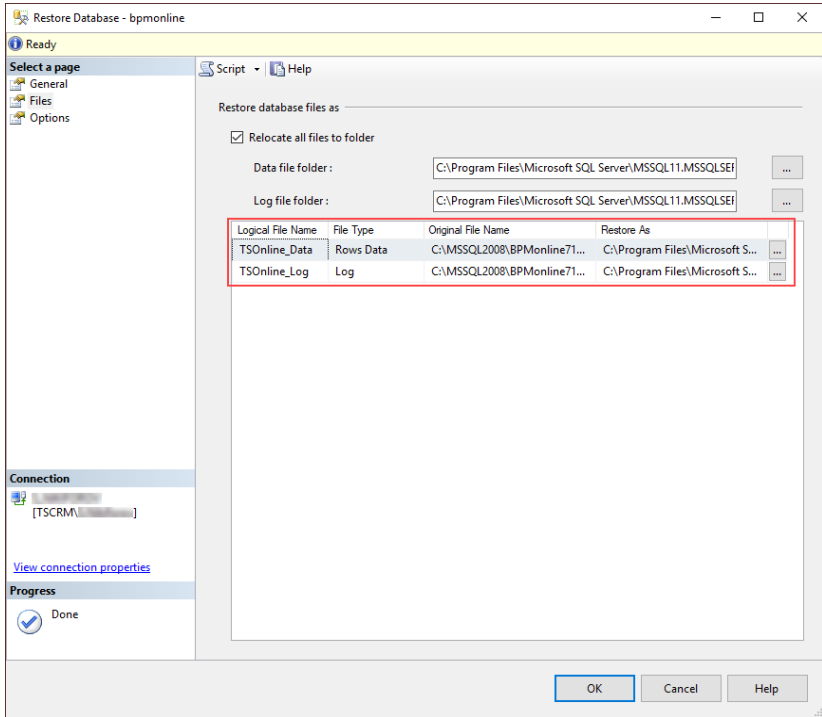 Restore Database - bpmonline
Ready
Select a page
General
Files
Options
Script
Help
Restore database files as
Relocate all files to folder
Data file folder :
C:\Program Files\Microsoft SQL Server\MSSQL11.MSSQLSEF
...
Log file folder :
C:\Program Files\Microsoft SQL Server\MSSQL11.MSSQLSEF
...
Logical File Name File Type Original File Name Restore As
TSOnline_Data Rows Data C:\MSSQL2008\BPMonline71... C:\Program Files\Microsoft S... ...
TSOnline_Log Log C:\MSSQL2008\BPMonline71... C:\Program Files\Microsoft S... ...
Connection
[TSCRM\ ]
View connection properties
Progress
Done
OK Cancel Help